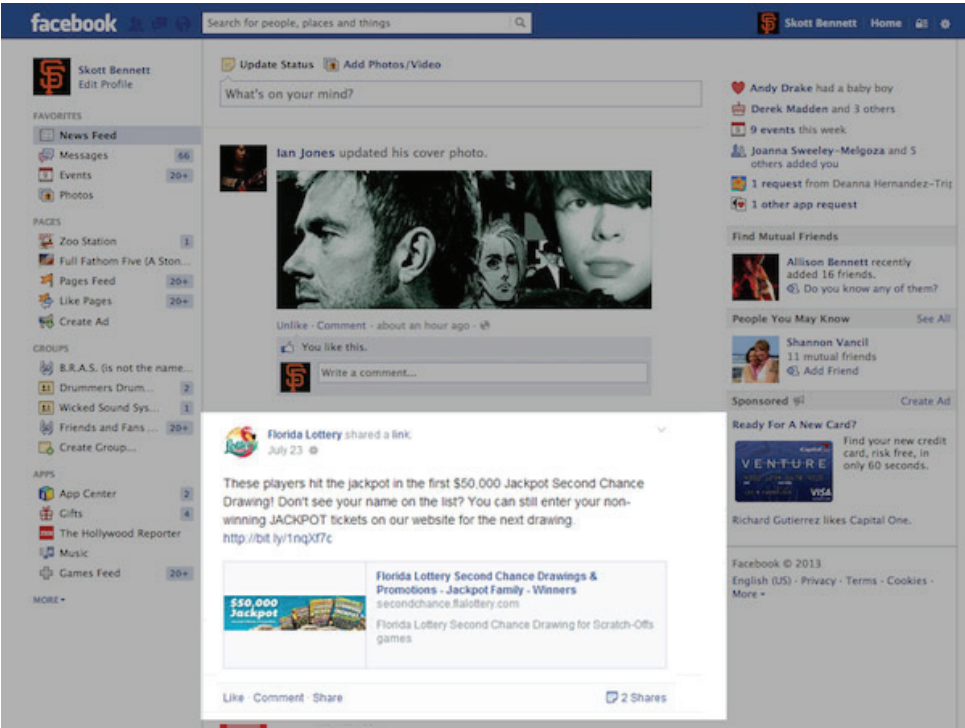 facebook
Search for people, places and things
Skott Bennett Home
Skott Bennett
Edit Profile
FAVORITES
News Feed
Messages 66
Events 20+
Photos
PAGES
Zoo Station 1
Full Fathom Five (A Ston...
Pages Feed 20+
Like Pages 20+
Create Ad
GROUPS
B.R.A.S. (is not the name...
Drummers Drum... 2
Wicked Sound Sys... 1
Friends and Fans ... 20+
Create Group...
APPS
App Center 2
Gifts 4
The Hollywood Reporter
Music
Games Feed 20+
MORE
Update Status Add Photos/Video
What's on your mind?
Ian Jones updated his cover photo.
Unlike · Comment · about an hour ago ·
You like this.
Write a comment...
Florida Lottery shared a link.
July 23
These players hit the jackpot in the first $50,000 Jackpot Second Chance
Drawing! Don't see your name on the list? You can still enter your non-
winning JACKPOT tickets on our website for the next drawing.
http://bit.ly/1nqXf7c
$50,000
Jackpot
Florida Lottery Second Chance Drawings &
Promotions - Jackpot Family - Winners
secondchance.flalottery.com
Florida Lottery Second Chance Drawing for Scratch-Offs
games
Like · Comment · Share 2 Shares
Andy Drake had a baby boy
Derek Madden and 3 others
9 events this week
Joanna Sweeley-Melgoza and 5
others added you
1 request from Deanna Hernandez-Trip
1 other app request
Find Mutual Friends
Allison Bennett recently
added 16 friends.
Do you know any of them?
People You May Know See All
Shannon Vancil
11 mutual friends
Add Friend
Sponsored Create Ad
Ready For A New Card?
Capital One
VENTURE
VISA
Find your new credit
card, risk free, in
only 60 seconds.
Richard Gutierrez likes Capital One.
Facebook © 2013
English (US) · Privacy · Terms · Cookies ·
More